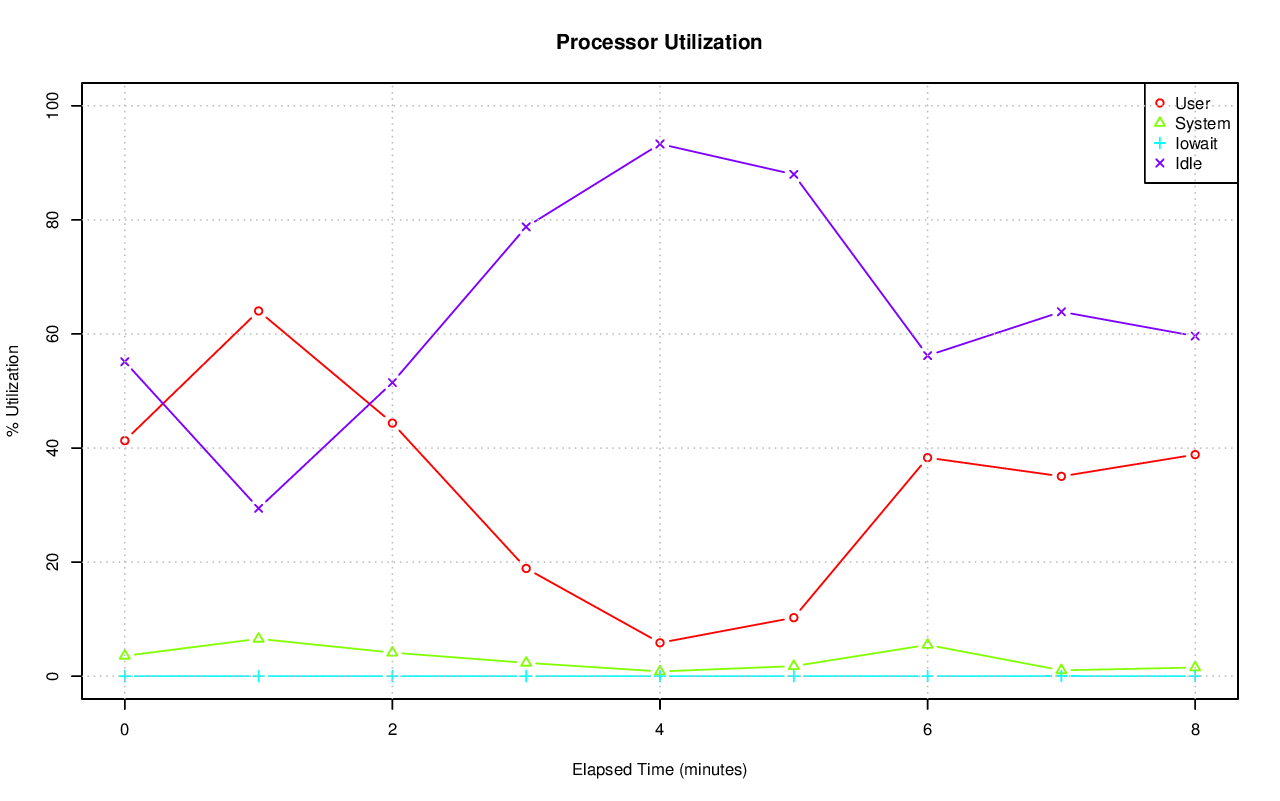 Processor Utilization
% Utilization
100
80
60
40
20
0
User
System
Iowait
Idle
0 2 4 6 8
Elapsed Time (minutes)